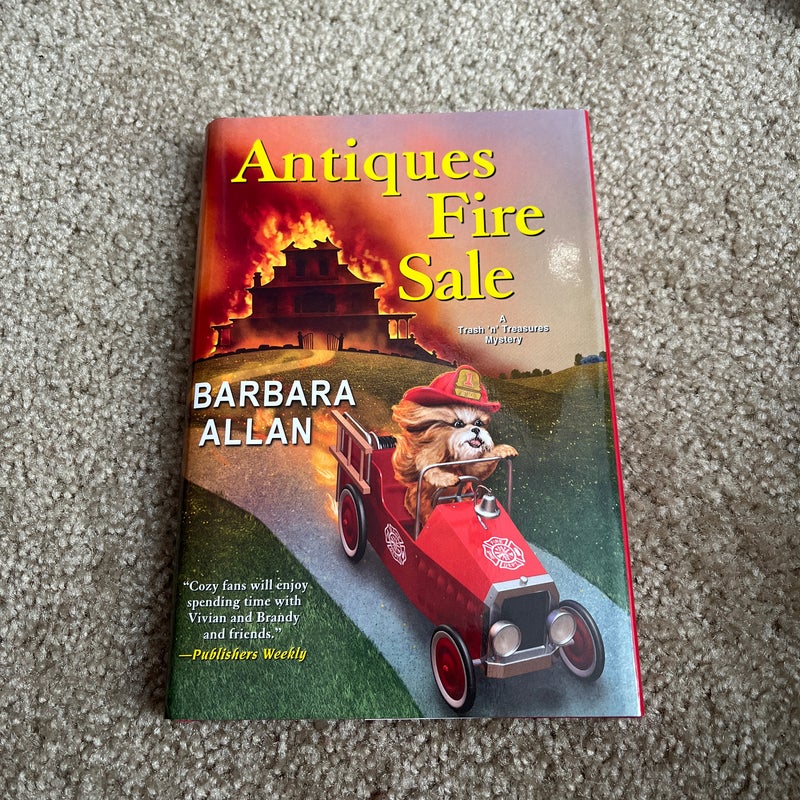 Antiques
Fire
Sale
A
Trash 'n' Treasures
Mystery
BARBARA
ALLAN
"Cozy fans will enjoy
spending time with
Vivian and Brandy
and friends."
—Publishers Weekly